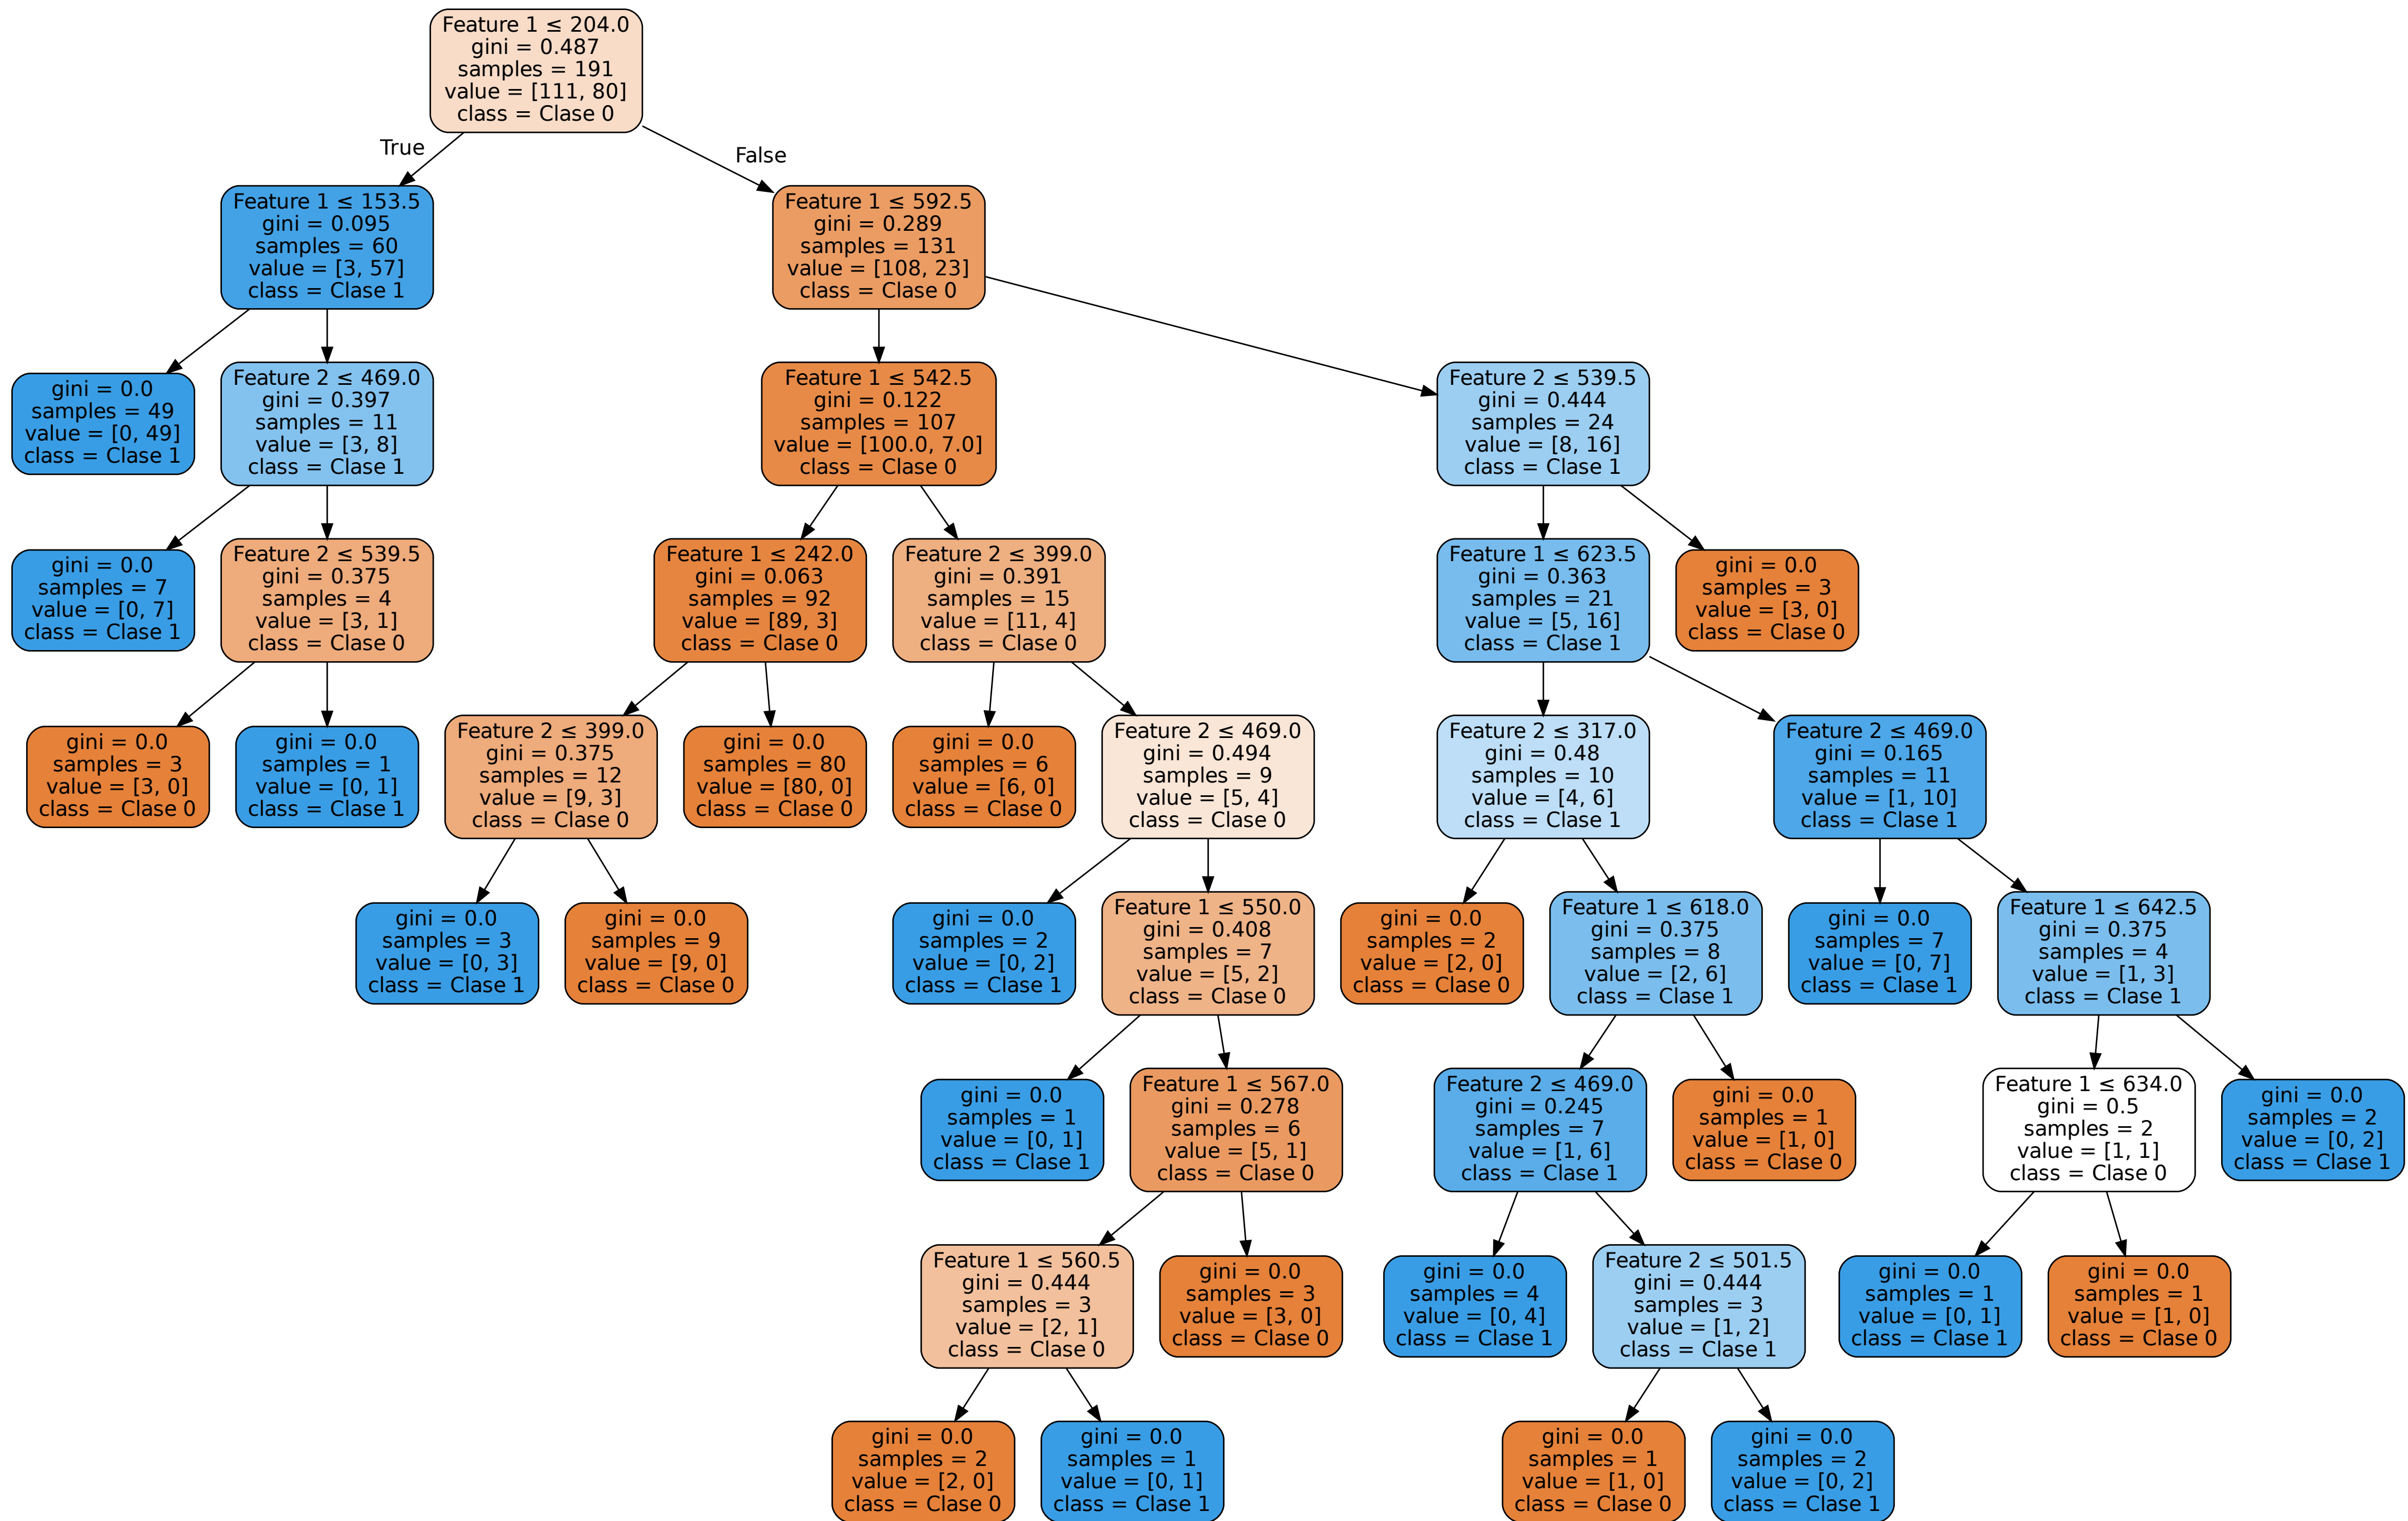 Feature 1 ≤ 204.0
gini = 0.487
samples = 191
value = [111, 80]
class = Clase 0
True
False
Feature 1 ≤ 153.5
gini = 0.095
samples = 60
value = [3, 57]
class = Clase 1
Feature 1 ≤ 592.5
gini = 0.289
samples = 131
value = [108, 23]
class = Clase 0
gini = 0.0
samples = 49
value = [0, 49]
class = Clase 1
Feature 2 ≤ 469.0
gini = 0.397
samples = 11
value = [3, 8]
class = Clase 1
Feature 1 ≤ 542.5
gini = 0.122
samples = 107
value = [100.0, 7.0]
class = Clase 0
Feature 2 ≤ 539.5
gini = 0.444
samples = 24
value = [8, 16]
class = Clase 1
gini = 0.0
samples = 7
value = [0, 7]
class = Clase 1
Feature 2 ≤ 539.5
gini = 0.375
samples = 4
value = [3, 1]
class = Clase 0
Feature 1 ≤ 242.0
gini = 0.063
samples = 92
value = [89, 3]
class = Clase 0
Feature 2 ≤ 399.0
gini = 0.391
samples = 15
value = [11, 4]
class = Clase 0
Feature 1 ≤ 623.5
gini = 0.363
samples = 21
value = [5, 16]
class = Clase 1
gini = 0.0
samples = 3
value = [3, 0]
class = Clase 0
gini = 0.0
samples = 3
value = [3, 0]
class = Clase 0
gini = 0.0
samples = 1
value = [0, 1]
class = Clase 1
Feature 2 ≤ 399.0
gini = 0.375
samples = 12
value = [9, 3]
class = Clase 0
gini = 0.0
samples = 80
value = [80, 0]
class = Clase 0
gini = 0.0
samples = 6
value = [6, 0]
class = Clase 0
Feature 2 ≤ 469.0
gini = 0.494
samples = 9
value = [5, 4]
class = Clase 0
Feature 2 ≤ 317.0
gini = 0.48
samples = 10
value = [4, 6]
class = Clase 1
Feature 2 ≤ 469.0
gini = 0.165
samples = 11
value = [1, 10]
class = Clase 1
gini = 0.0
samples = 3
value = [0, 3]
class = Clase 1
gini = 0.0
samples = 9
value = [9, 0]
class = Clase 0
gini = 0.0
samples = 2
value = [0, 2]
class = Clase 1
Feature 1 ≤ 550.0
gini = 0.408
samples = 7
value = [5, 2]
class = Clase 0
gini = 0.0
samples = 2
value = [2, 0]
class = Clase 0
Feature 1 ≤ 618.0
gini = 0.375
samples = 8
value = [2, 6]
class = Clase 1
gini = 0.0
samples = 7
value = [0, 7]
class = Clase 1
Feature 1 ≤ 642.5
gini = 0.375
samples = 4
value = [1, 3]
class = Clase 1
gini = 0.0
samples = 1
value = [0, 1]
class = Clase 1
Feature 1 ≤ 567.0
gini = 0.278
samples = 6
value = [5, 1]
class = Clase 0
Feature 2 ≤ 469.0
gini = 0.245
samples = 7
value = [1, 6]
class = Clase 1
gini = 0.0
samples = 1
value = [1, 0]
class = Clase 0
Feature 1 ≤ 634.0
gini = 0.5
samples = 2
value = [1, 1]
class = Clase 0
gini = 0.0
samples = 2
value = [0, 2]
class = Clase 1
Feature 1 ≤ 560.5
gini = 0.444
samples = 3
value = [2, 1]
class = Clase 0
gini = 0.0
samples = 3
value = [3, 0]
class = Clase 0
gini = 0.0
samples = 4
value = [0, 4]
class = Clase 1
Feature 2 ≤ 501.5
gini = 0.444
samples = 3
value = [1, 2]
class = Clase 1
gini = 0.0
samples = 1
value = [0, 1]
class = Clase 1
gini = 0.0
samples = 1
value = [1, 0]
class = Clase 0
gini = 0.0
samples = 2
value = [2, 0]
class = Clase 0
gini = 0.0
samples = 1
value = [0, 1]
class = Clase 1
gini = 0.0
samples = 1
value = [1, 0]
class = Clase 0
gini = 0.0
samples = 2
value = [0, 2]
class = Clase 1